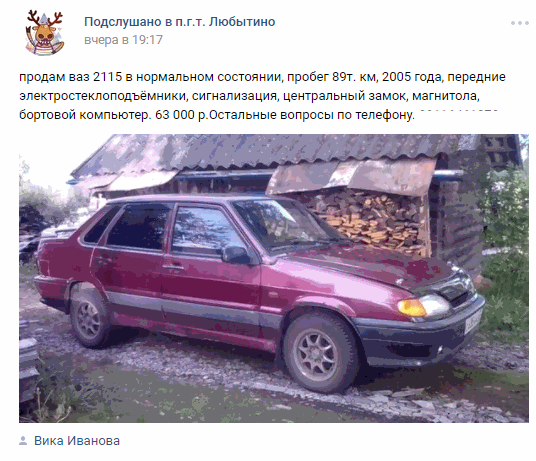 Подслушано в п.г.т. Любытино
вчера в 19:17
продам ваз 2115 в нормальном состоянии, пробег 89т. км, 2005 года, передние
электростеклоподъёмники, сигнализация, центральный замок, магнитола,
бортовой компьютер. 63 000 р.Остальные вопросы по телефону.
Вика Иванова